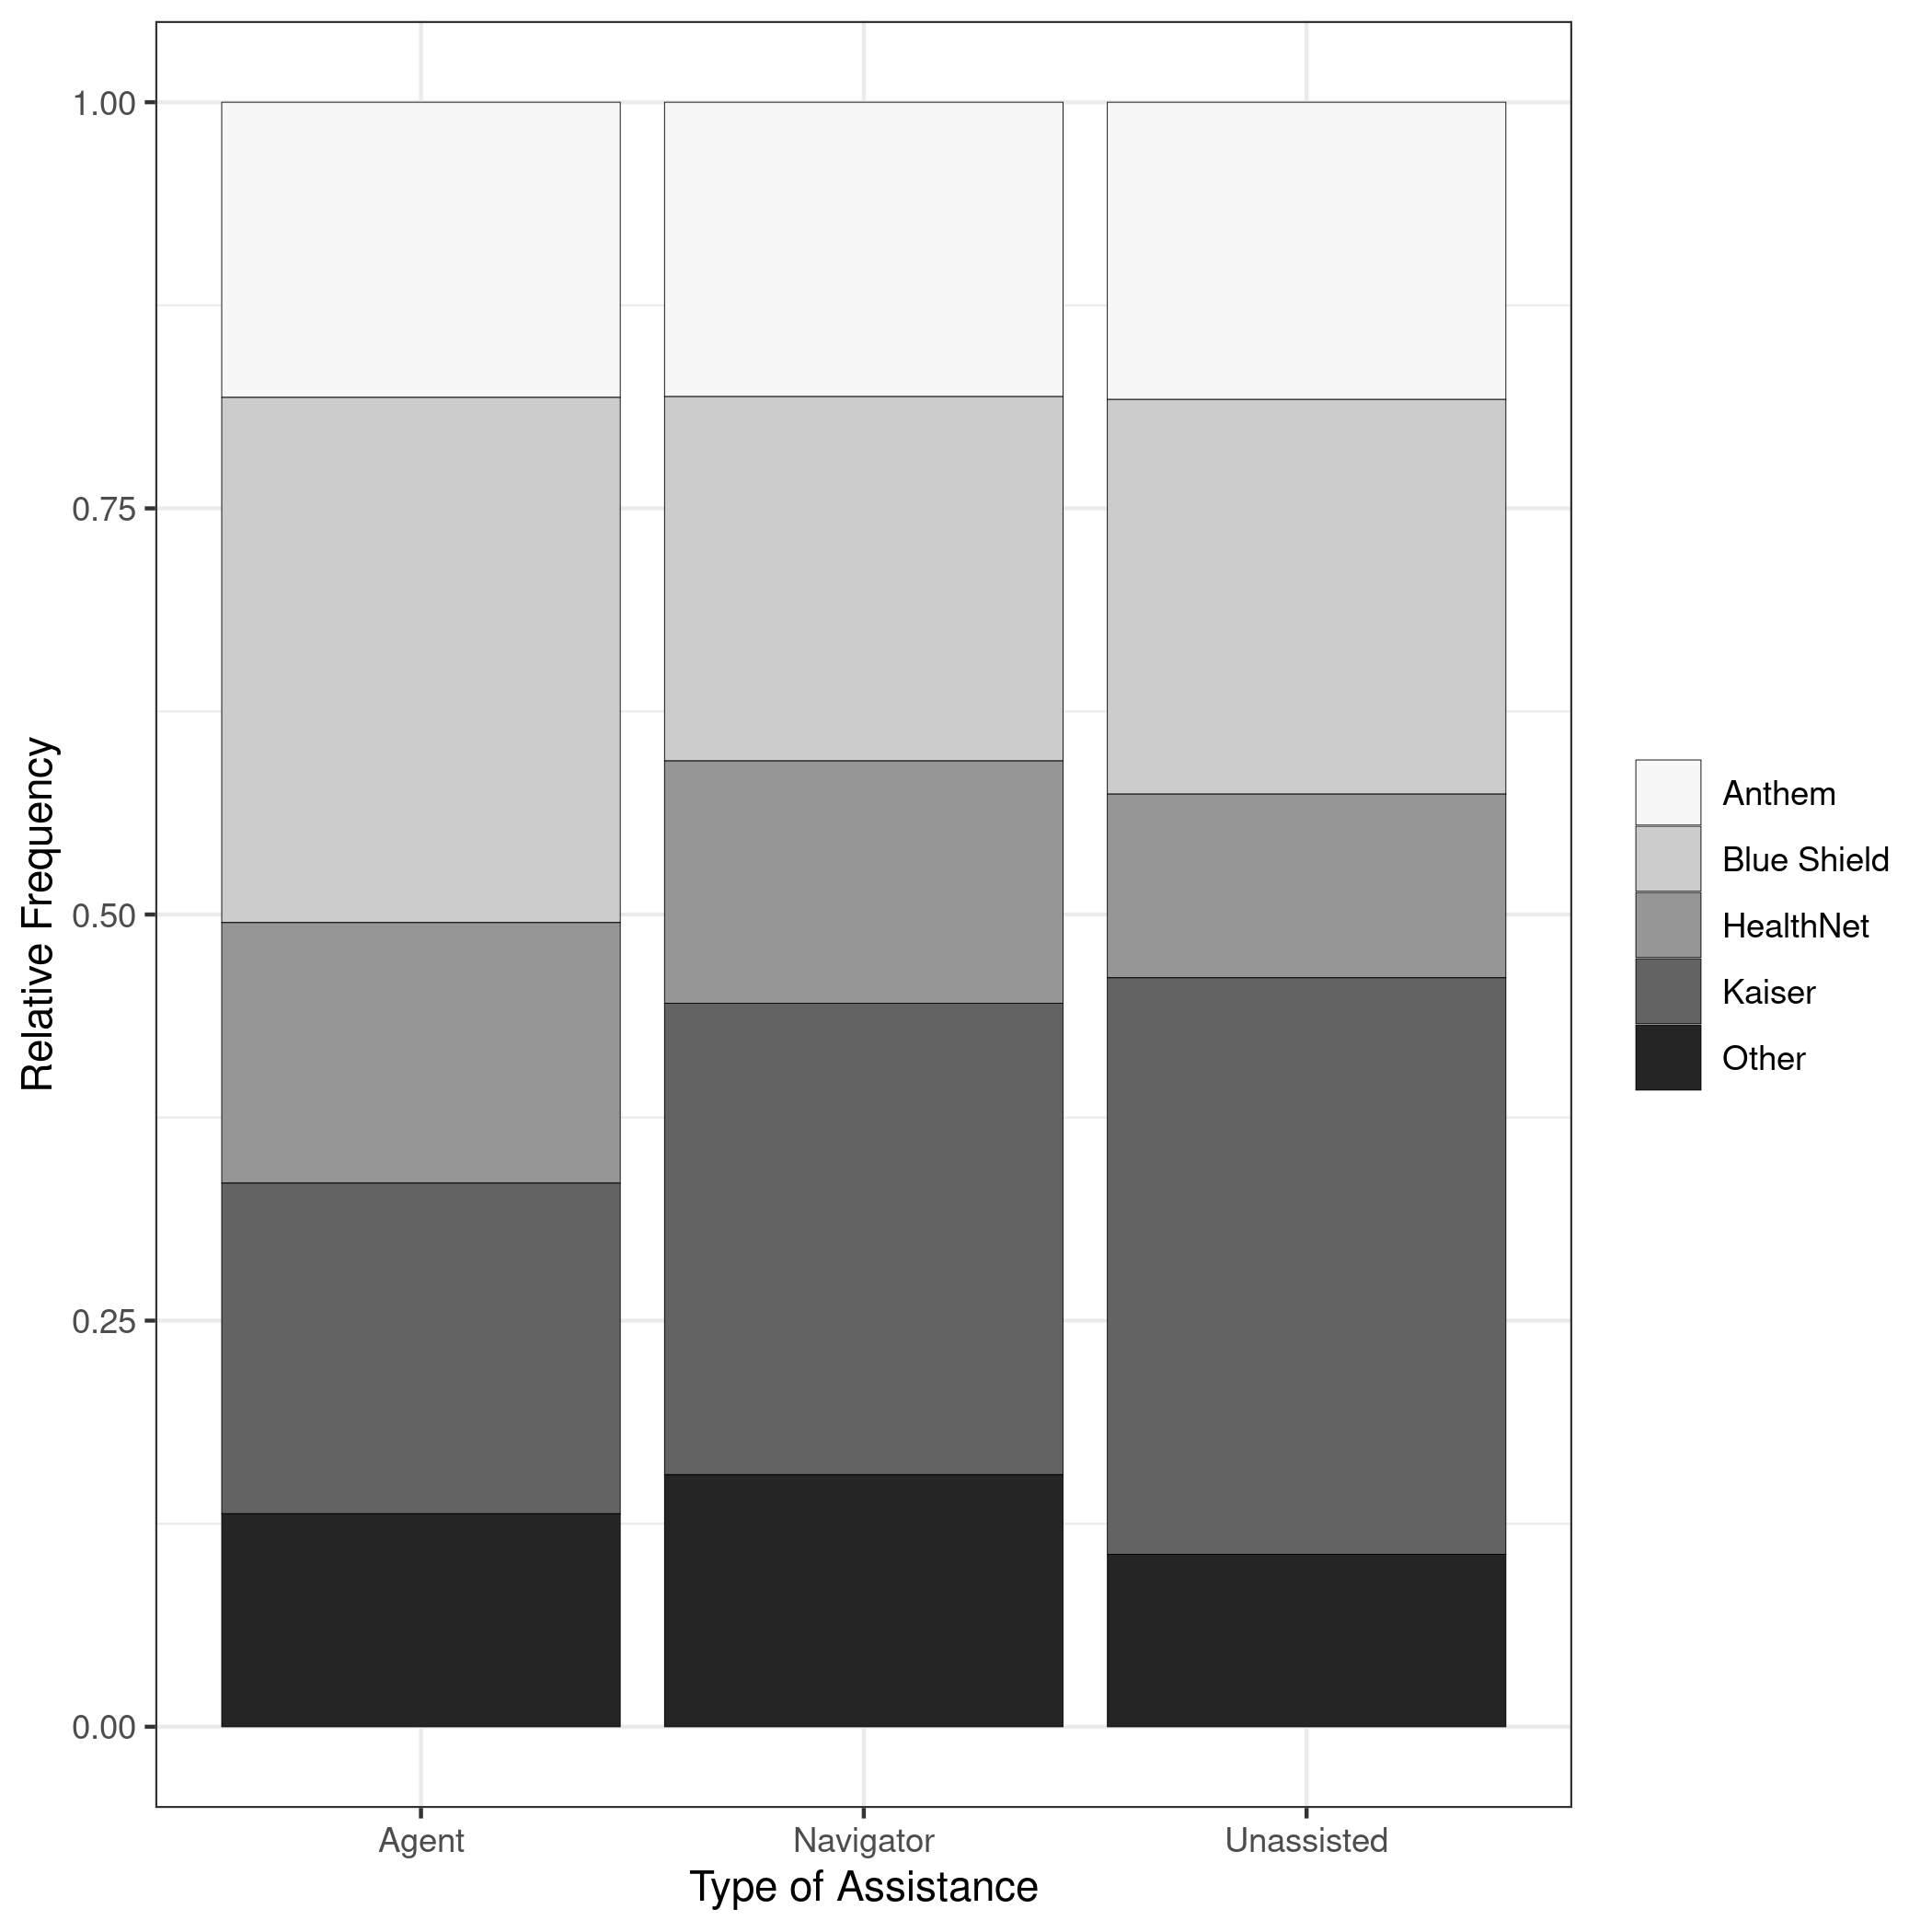 1.00
0.75
0.50
0.25
0.00
Relative Frequency
Agent Navigator Unassisted
Type of Assistance
Anthem
Blue Shield
HealthNet
Kaiser
Other